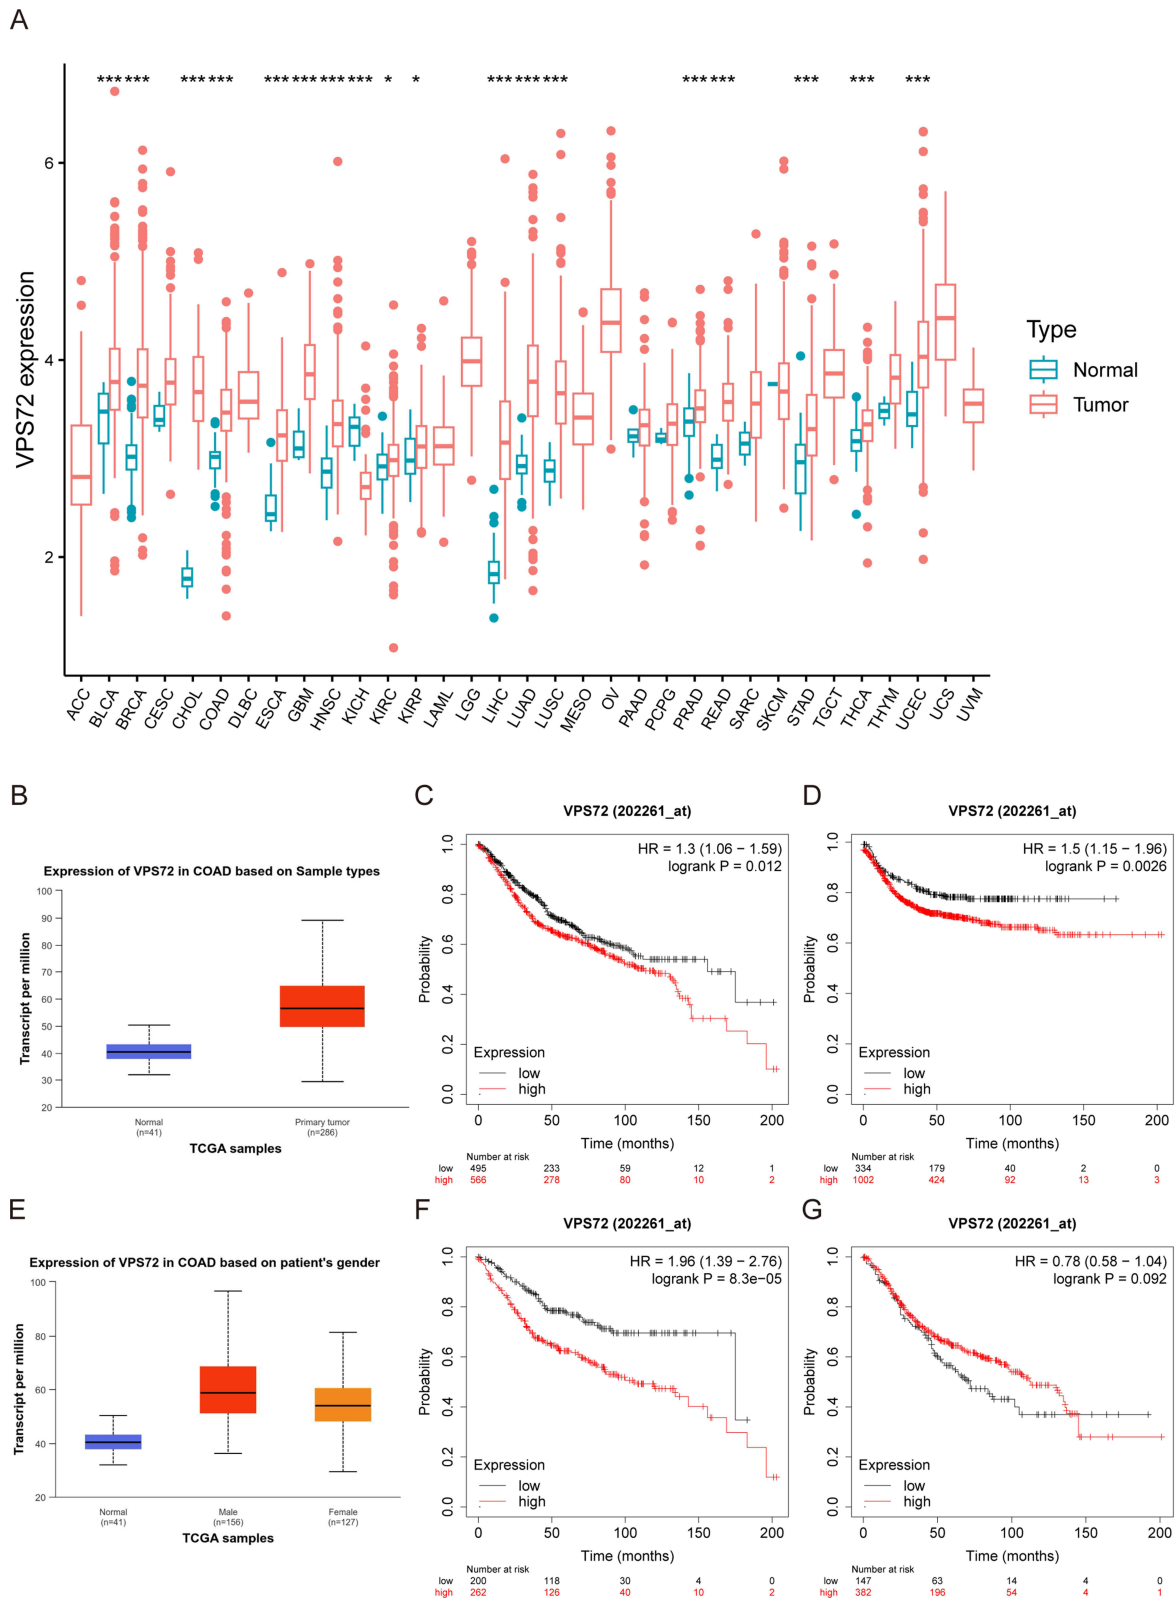 A
*** *** *** *** *** *** *** *** * * *** *** *** *** *** *** *** ***
6
4
2
VPS72 expression
Type
Normal
Tumor
ACC BLCA BRCA CESC CHOL COAD DLBC ESCA GBM HNSC KICH KIRC KIRP LAML LGG LIHC LUAD LUSC MESO OV PAAD PCPG PRAD READ SARC SKCM STAD TGCT THCA THYM UCEC UCS UVM
B
Expression of VPS72 in COAD based on Sample types
100
90
80
70
60
50
40
30
20
Transcript per million
Normal Primary tumor
(n=41) (n=286)
TCGA samples
C
VPS72 (202261_at)
HR = 1.3 (1.06 − 1.59)
logrank P = 0.012
1.0
0.8
0.6
0.4
0.2
0.0
Probability
Expression
low
high
0 50 100 150 200
Time (months)
Number at risk
low 495 233 59 12 1
high 566 278 80 10 2
D
VPS72 (202261_at)
HR = 1.5 (1.15 − 1.96)
logrank P = 0.0026
1.0
0.8
0.6
0.4
0.2
0.0
Probability
Expression
low
high
0 50 100 150 200
Time (months)
Number at risk
low 334 179 40 2 0
high 1002 424 92 13 3
E
Expression of VPS72 in COAD based on patient's gender
100
80
60
40
20
Transcript per million
Normal Male Female
(n=41) (n=156) (n=127)
TCGA samples
F
VPS72 (202261_at)
HR = 1.96 (1.39 − 2.76)
logrank P = 8.3e−05
1.0
0.8
0.6
0.4
0.2
0.0
Probability
Expression
low
high
0 50 100 150 200
Time (months)
Number at risk
low 200 118 30 4 0
high 262 126 40 10 2
G
VPS72 (202261_at)
HR = 0.78 (0.58 − 1.04)
logrank P = 0.092
1.0
0.8
0.6
0.4
0.2
0.0
Probability
Expression
low
high
0 50 100 150 200
Time (months)
Number at risk
low 147 63 14 4 0
high 382 196 54 4 1